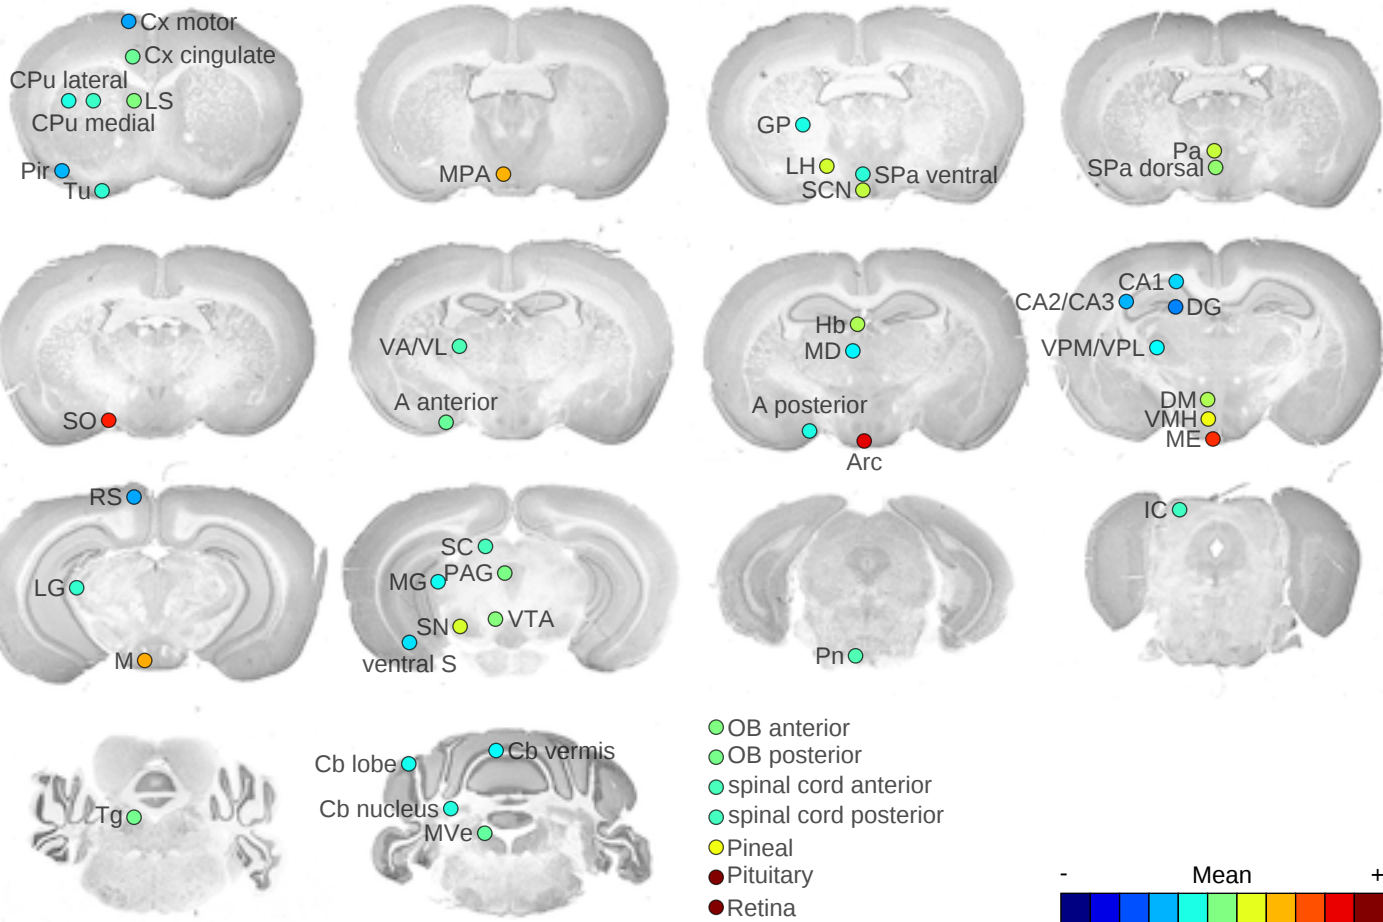 Cx motor
Cx cingulate
CPu lateral
LS
CPu medial
Pir
Tu
MPA
GP
LH
SPa ventral
SCN
Pa
SPa dorsal
SO
VA/VL
A anterior
Hb
MD
A posterior
Arc
CA1
CA2/CA3
DG
VPM/VPL
DM
VMH
ME
RS
LG
M
SC
MG
PAG
SN
VTA
ventral S
Pn
IC
Tg
Cb lobe
Cb vermis
Cb nucleus
MVe
OB anterior
OB posterior
spinal cord anterior
spinal cord posterior
Pineal
Pituitary
Retina
- Mean +